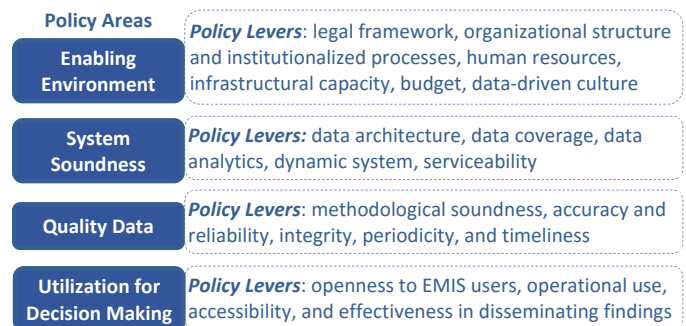 Policy Areas
Enabling
Environment
Policy Levers: legal framework, organizational structure
and institutionalized processes, human resources,
infrastructural capacity, budget, data-driven culture
System
Soundness
Policy Levers: data architecture, data coverage, data
analytics, dynamic system, serviceability
Quality Data
Policy Levers: methodological soundness, accuracy and
reliability, integrity, periodicity, and timeliness
Utilization for
Decision Making
Policy Levers: openness to EMIS users, operational use,
accessibility, and effectiveness in disseminating findings